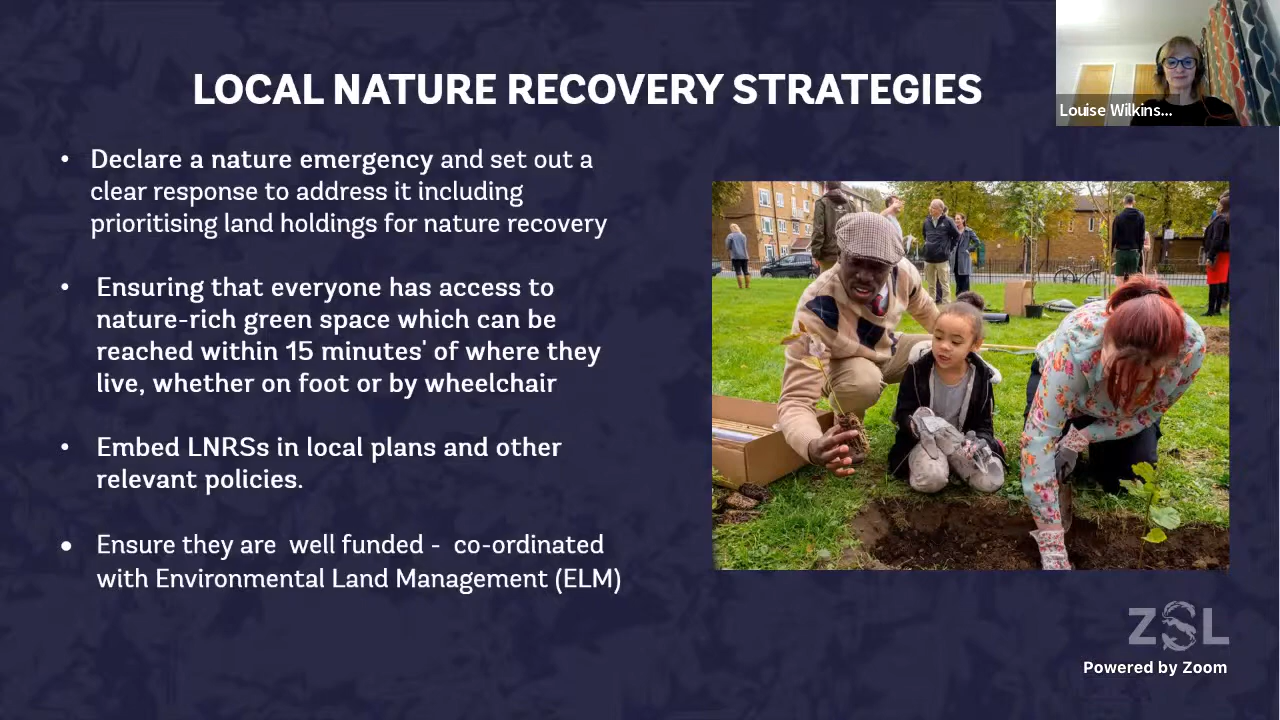 LOCAL NATURE RECOVERY STRATEGIES
Louise Wilkins...
• Declare a nature emergency and set out a
clear response to address it including
prioritising land holdings for nature recovery
• Ensuring that everyone has access to
nature-rich green space which can be
reached within 15 minutes' of where they
live, whether on foot or by wheelchair
• Embed LNRSs in local plans and other
relevant policies.
• Ensure they are well funded - co-ordinated
with Environmental Land Management (ELM)
ZSL
Powered by Zoom